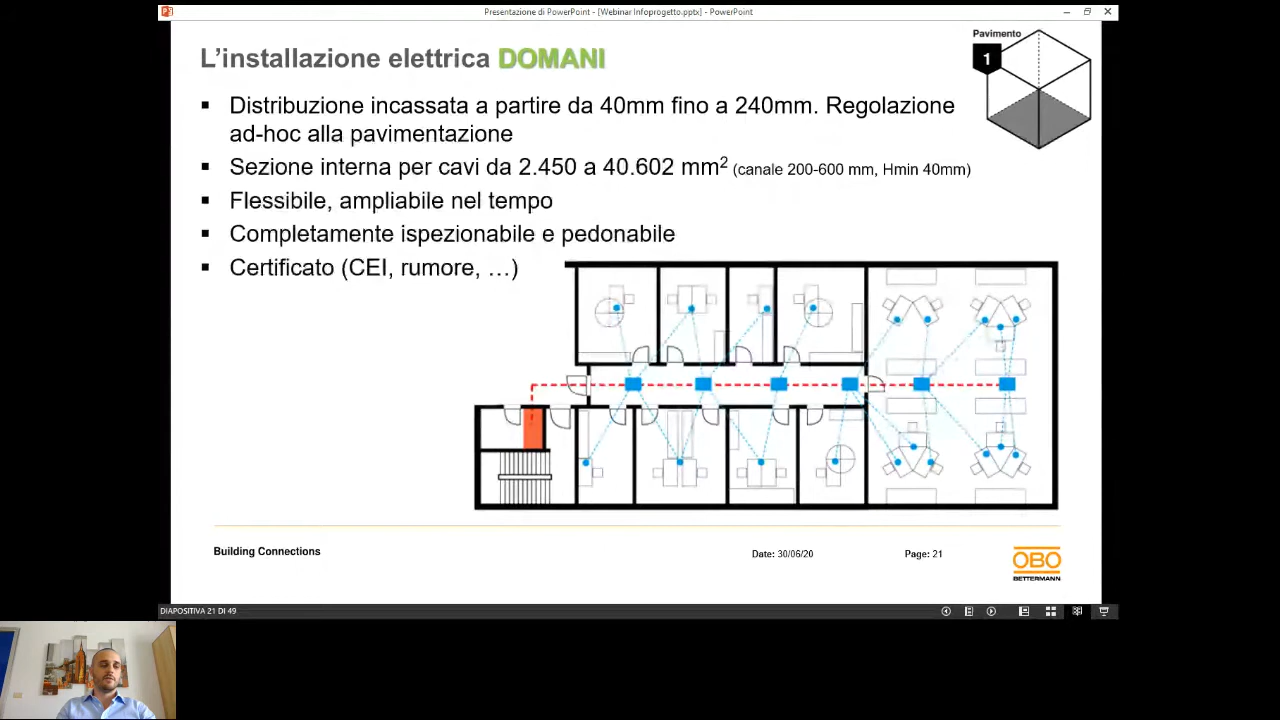 Presentazione di PowerPoint - [Webinar Infoprogetto.pptx] - PowerPoint
L'installazione elettrica DOMANI
Pavimento
1
▪ Distribuzione incassata a partire da 40mm fino a 240mm. Regolazione
ad-hoc alla pavimentazione
▪ Sezione interna per cavi da 2.450 a 40.602 mm² (canale 200-600 mm, Hmin 40mm)
▪ Flessibile, ampliabile nel tempo
▪ Completamente ispezionabile e pedonabile
▪ Certificato (CEI, rumore, …)
Building Connections
Date: 30/06/20
Page: 21
OBO
BETTERMANN
DIAPOSITIVA 21 DI 49